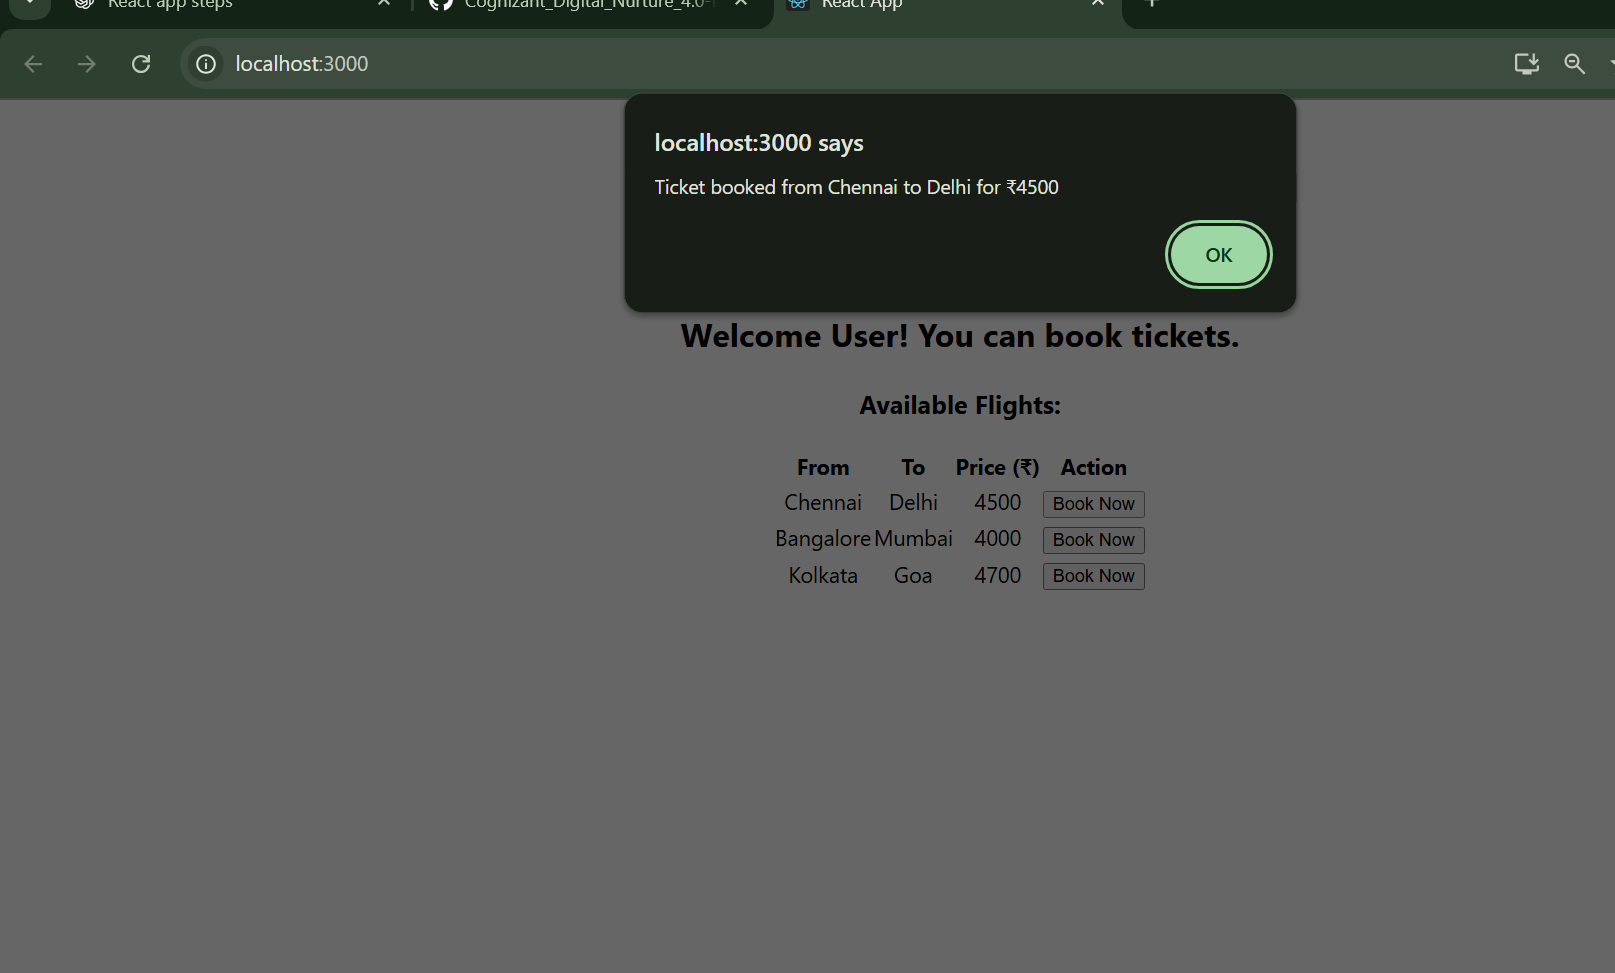 React app steps
Cognizant_Digital_Nurture_4.0-
React App
localhost:3000
localhost:3000 says
Ticket booked from Chennai to Delhi for ₹4500
OK
Welcome User! You can book tickets.
Available Flights:
From To Price (₹) Action
Chennai Delhi 4500 Book Now
Bangalore Mumbai 4000 Book Now
Kolkata Goa 4700 Book Now